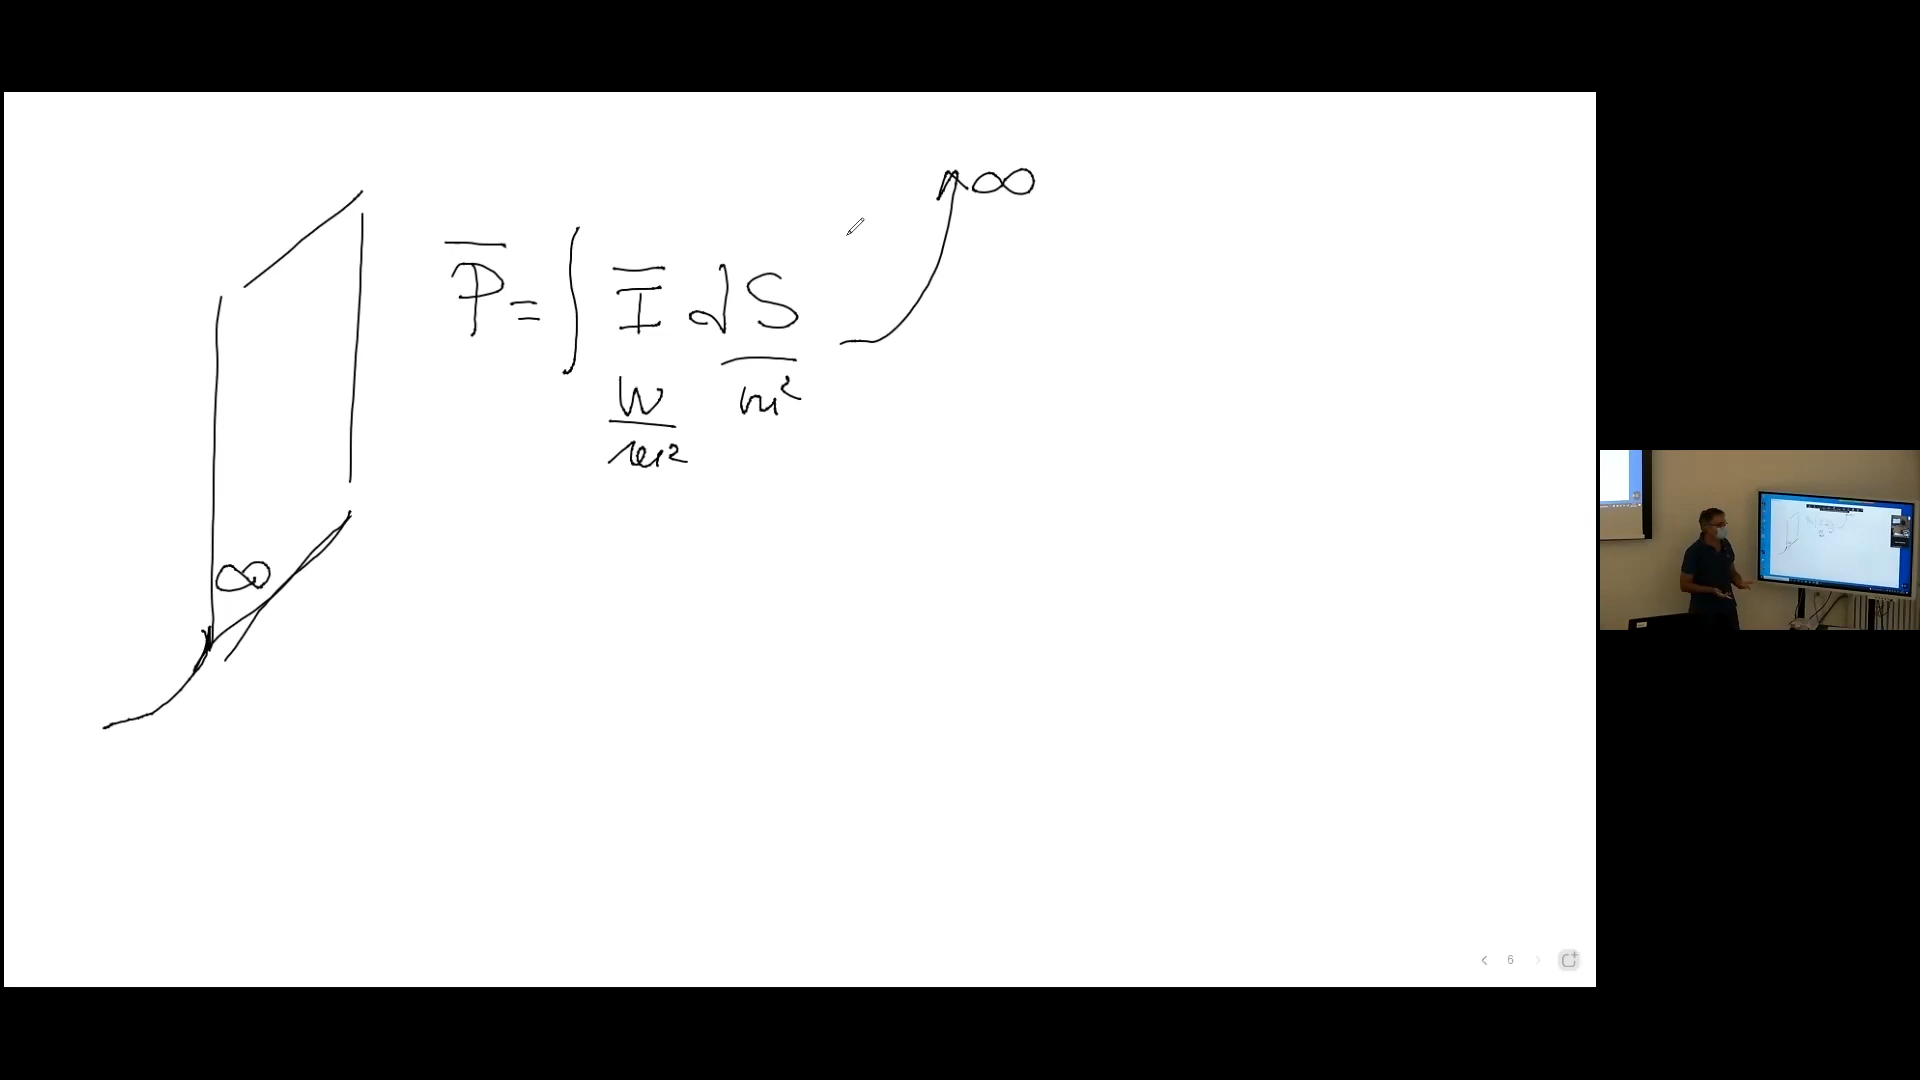 ∞
P̅ = ∫ I̅ dS
W/m² m²
∞
6